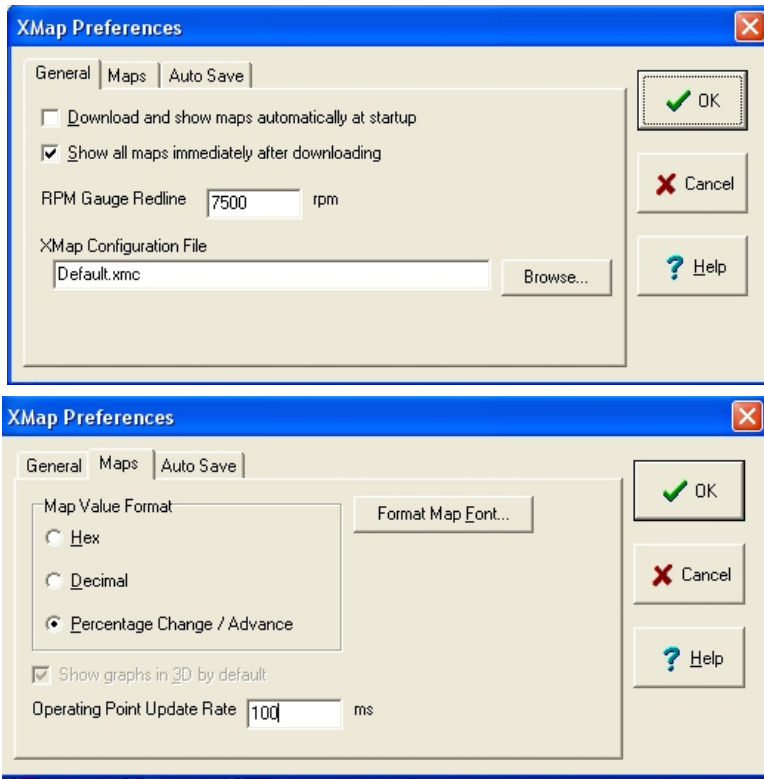 XMap Preferences
General Maps Auto Save
Download and show maps automatically at startup
Show all maps immediately after downloading
RPM Gauge Redline 7500 rpm
XMap Configuration File
Default.xmc Browse...
OK
Cancel
Help
XMap Preferences
General Maps Auto Save
Map Value Format
Hex
Decimal
Percentage Change / Advance
Format Map Font...
Show graphs in 3D by default
Operating Point Update Rate 100 ms
OK
Cancel
Help